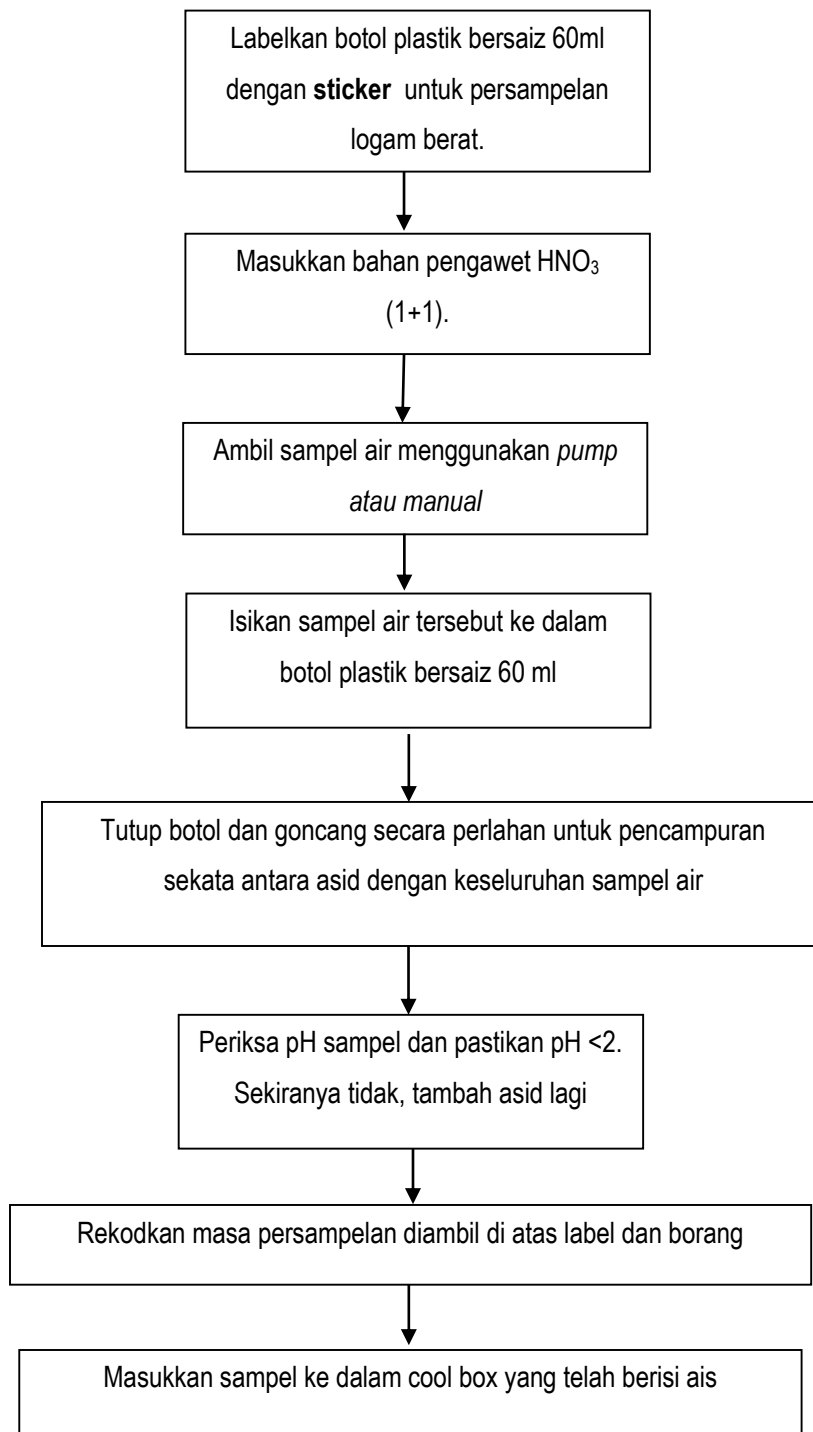 Labelkan botol plastik bersaiz 60ml
dengan sticker untuk persampelan
logam berat.
Masukkan bahan pengawet HNO₃
(1+1).
Ambil sampel air menggunakan pump
atau manual
Isikan sampel air tersebut ke dalam
botol plastik bersaiz 60 ml
Tutup botol dan goncang secara perlahan untuk pencampuran
sekata antara asid dengan keseluruhan sampel air
Periksa pH sampel dan pastikan pH <2.
Sekiranya tidak, tambah asid lagi
Rekodkan masa persampelan diambil di atas label dan borang
Masukkan sampel ke dalam cool box yang telah berisi ais